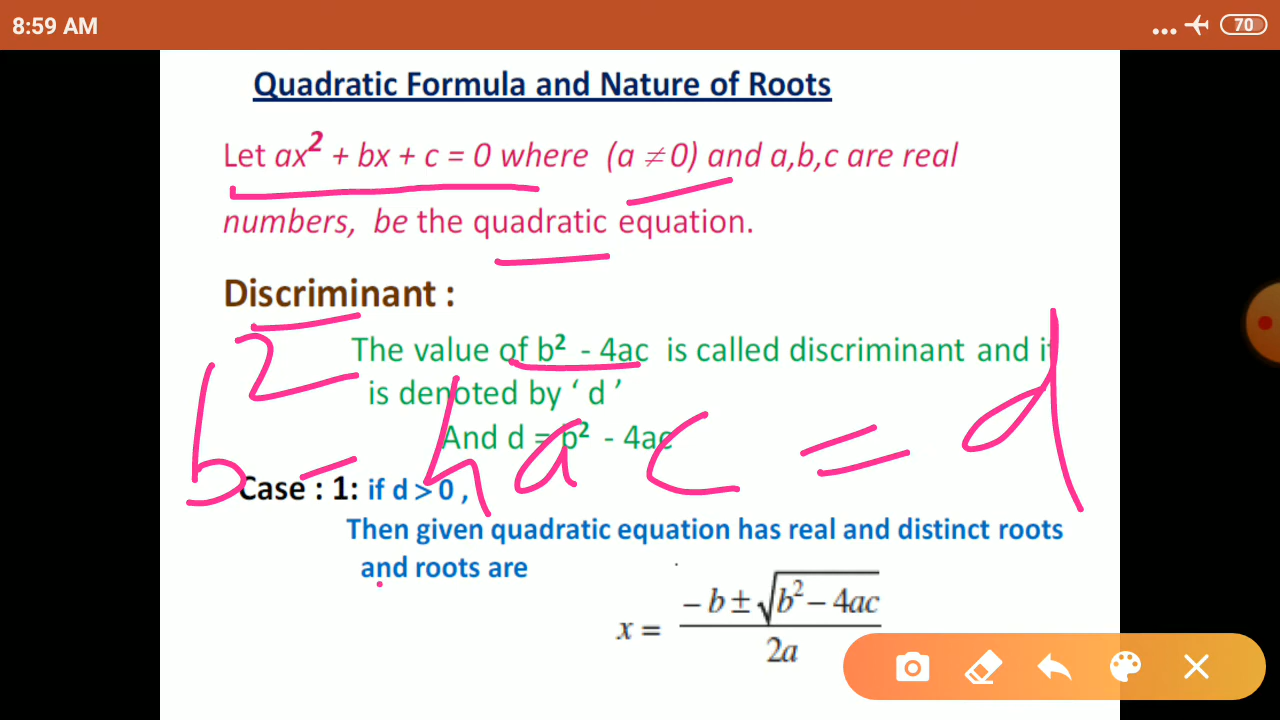 8:59 AM
70
Quadratic Formula and Nature of Roots
Let ax² + bx + c = 0 where (a ≠ 0) and a,b,c are real
numbers, be the quadratic equation.
Discriminant :
The value of b² - 4ac is called discriminant and it
is denoted by ‘ d ’
And d = b² - 4ac
b² - 4ac = d
Case : 1: if d > 0 ,
Then given quadratic equation has real and distinct roots
and roots are
x = (– b ± √(b² – 4ac)) / 2a